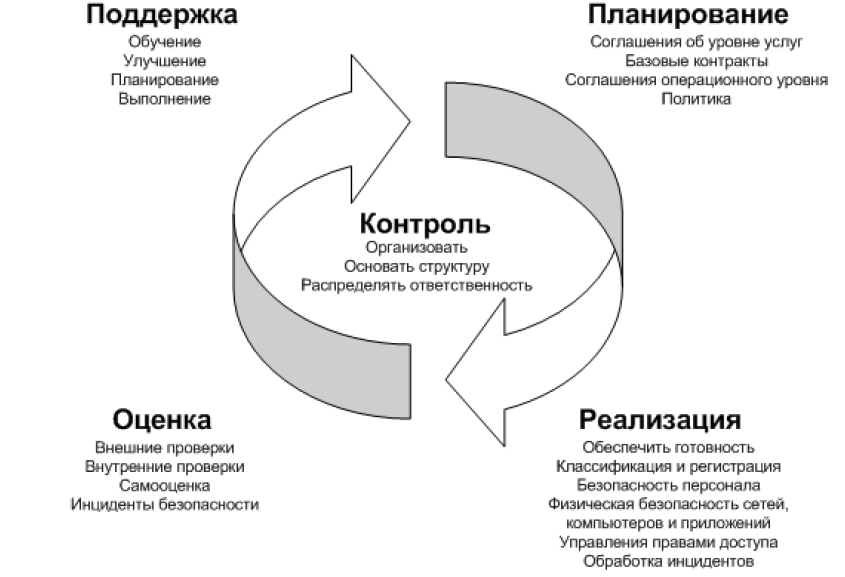 Поддержка
Обучение
Улучшение
Планирование
Выполнение
Планирование
Соглашения об уровне услуг
Базовые контракты
Соглашения операционного уровня
Политика
Контроль
Организовать
Основать структуру
Распределять ответственность
Оценка
Внешние проверки
Внутренние проверки
Самооценка
Инциденты безопасности
Реализация
Обеспечить готовность
Классификация и регистрация
Безопасность персонала
Физическая безопасность сетей,
компьютеров и приложений
Управления правами доступа
Обработка инцидентов